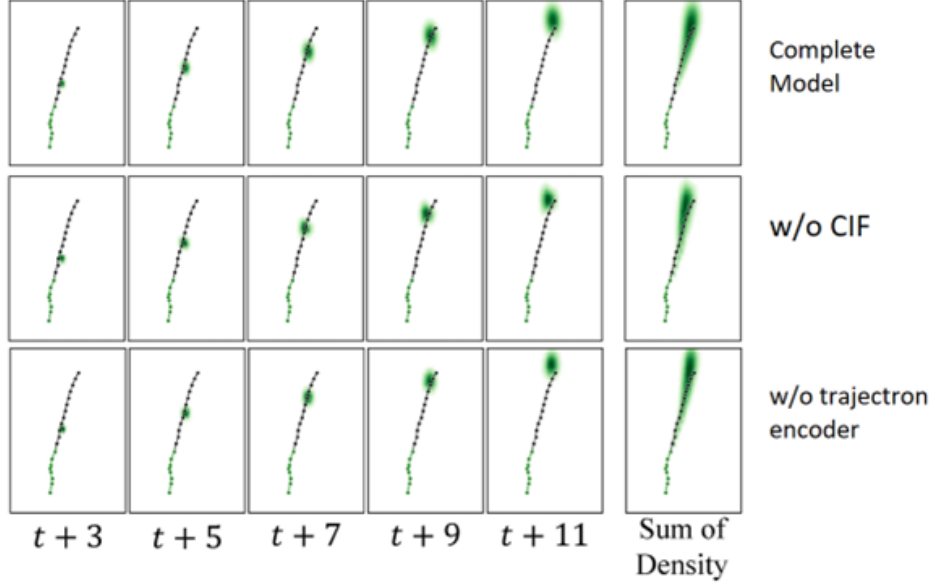 Complete
Model
w/o CIF
w/o trajectron
encoder
t + 3
t + 5
t + 7
t + 9
t + 11
Sum of
Density